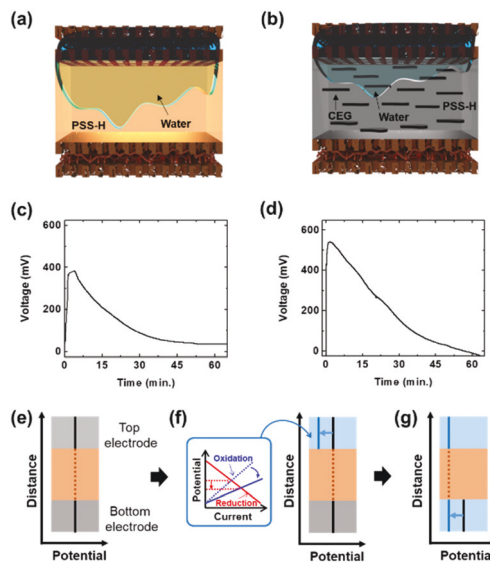 (a)
(b)
PSS-H
Water
CEG
Water
PSS-H
(c)
(d)
600
400
200
0
Voltage (mV)
0 15 30 45 60
Time (min.)
600
400
200
0
Voltage (mV)
0 15 30 45 60
Time (min.)
(e)
(f)
(g)
Distance
Top
electrode
Bottom
electrode
Potential
Potential
Oxidation
Reduction
Current
Distance
Potential
Distance
Potential